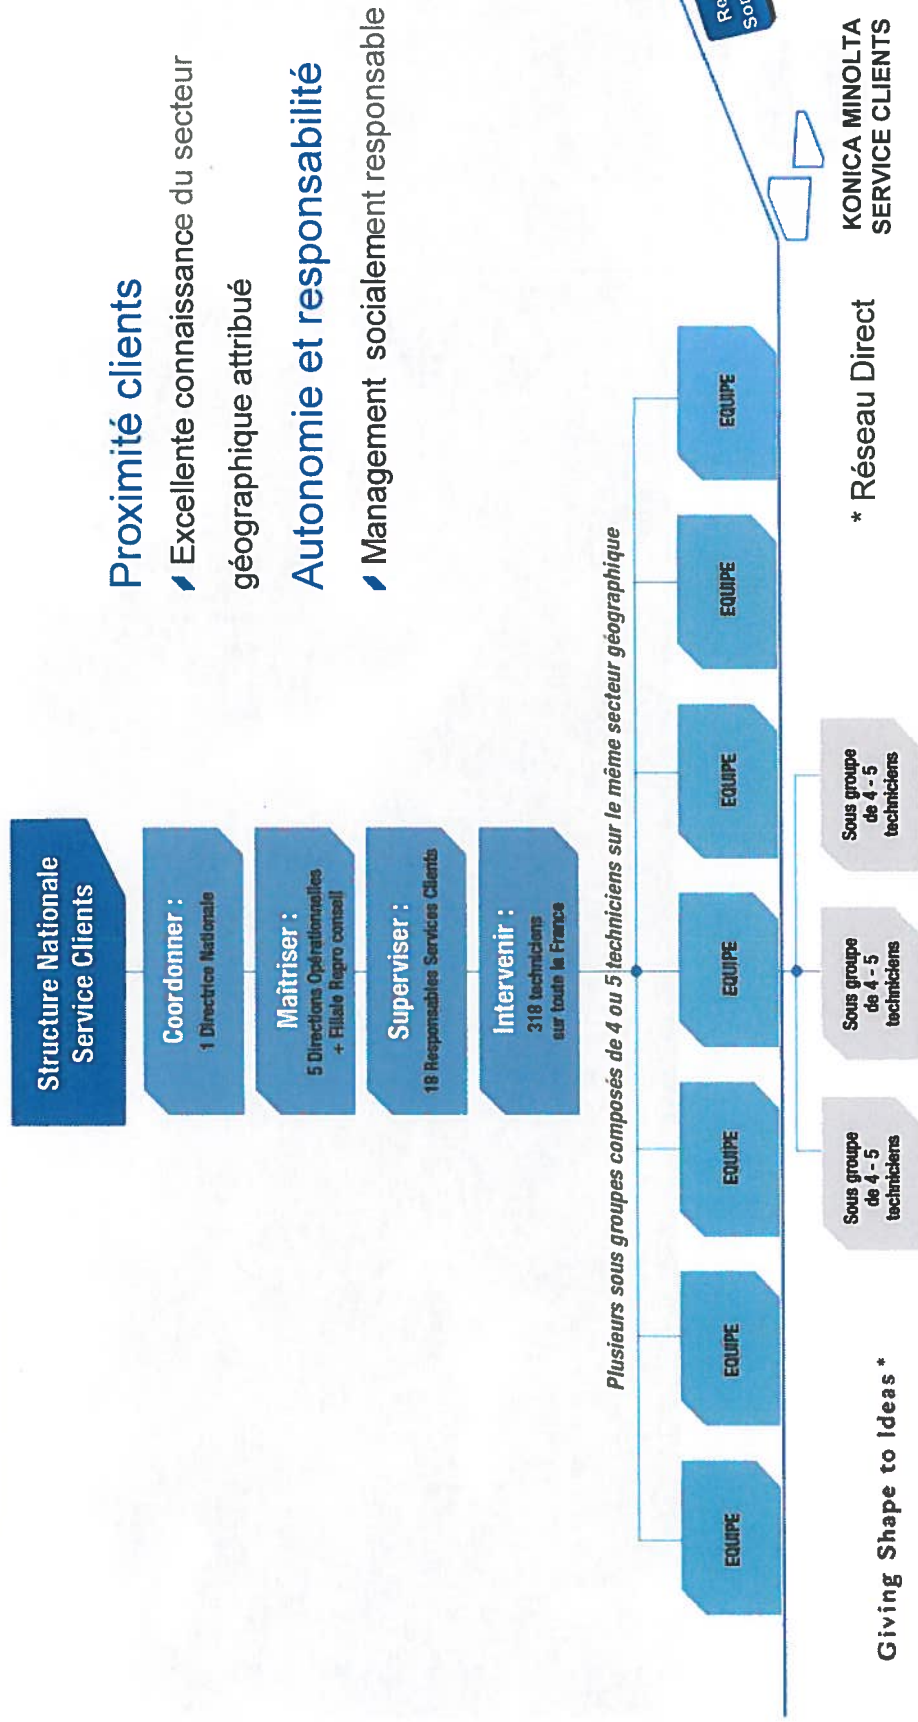 Structure Nationale
Service Clients
Coordonner :
1 Directrice Nationale
Maîtriser :
5 Directions Opérationnelles
+ Filiale Repro conseil
Superviser :
18 Responsables Services Clients
Intervenir :
318 techniciens
sur toute la France
Proximité clients
Excellente connaissance du secteur
géographique attribué
Autonomie et responsabilité
Management socialement responsable
Plusieurs sous groupes composés de 4 ou 5 techniciens sur le même secteur géographique
EQUIPE
EQUIPE
EQUIPE
EQUIPE
EQUIPE
EQUIPE
EQUIPE
Sous groupe
de 4 - 5
techniciens
Sous groupe
de 4 - 5
techniciens
Sous groupe
de 4 - 5
techniciens
Giving Shape to Ideas*
* Réseau Direct
KONICA MINOLTA
SERVICE CLIENTS